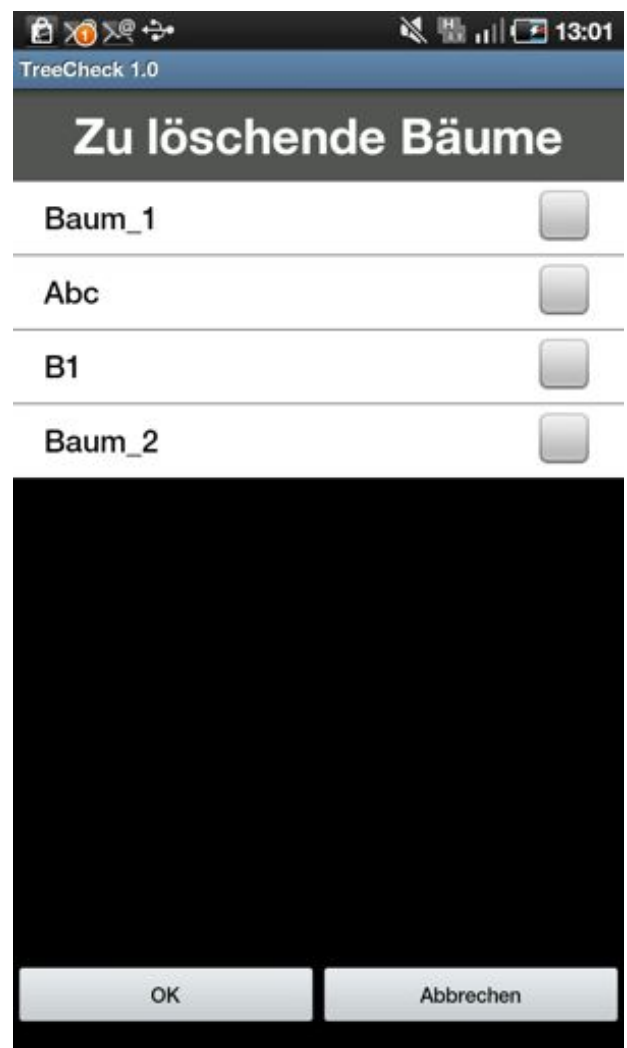 13:01
TreeCheck 1.0
Zu löschende Bäume
Baum_1
Abc
B1
Baum_2
OK
Abbrechen